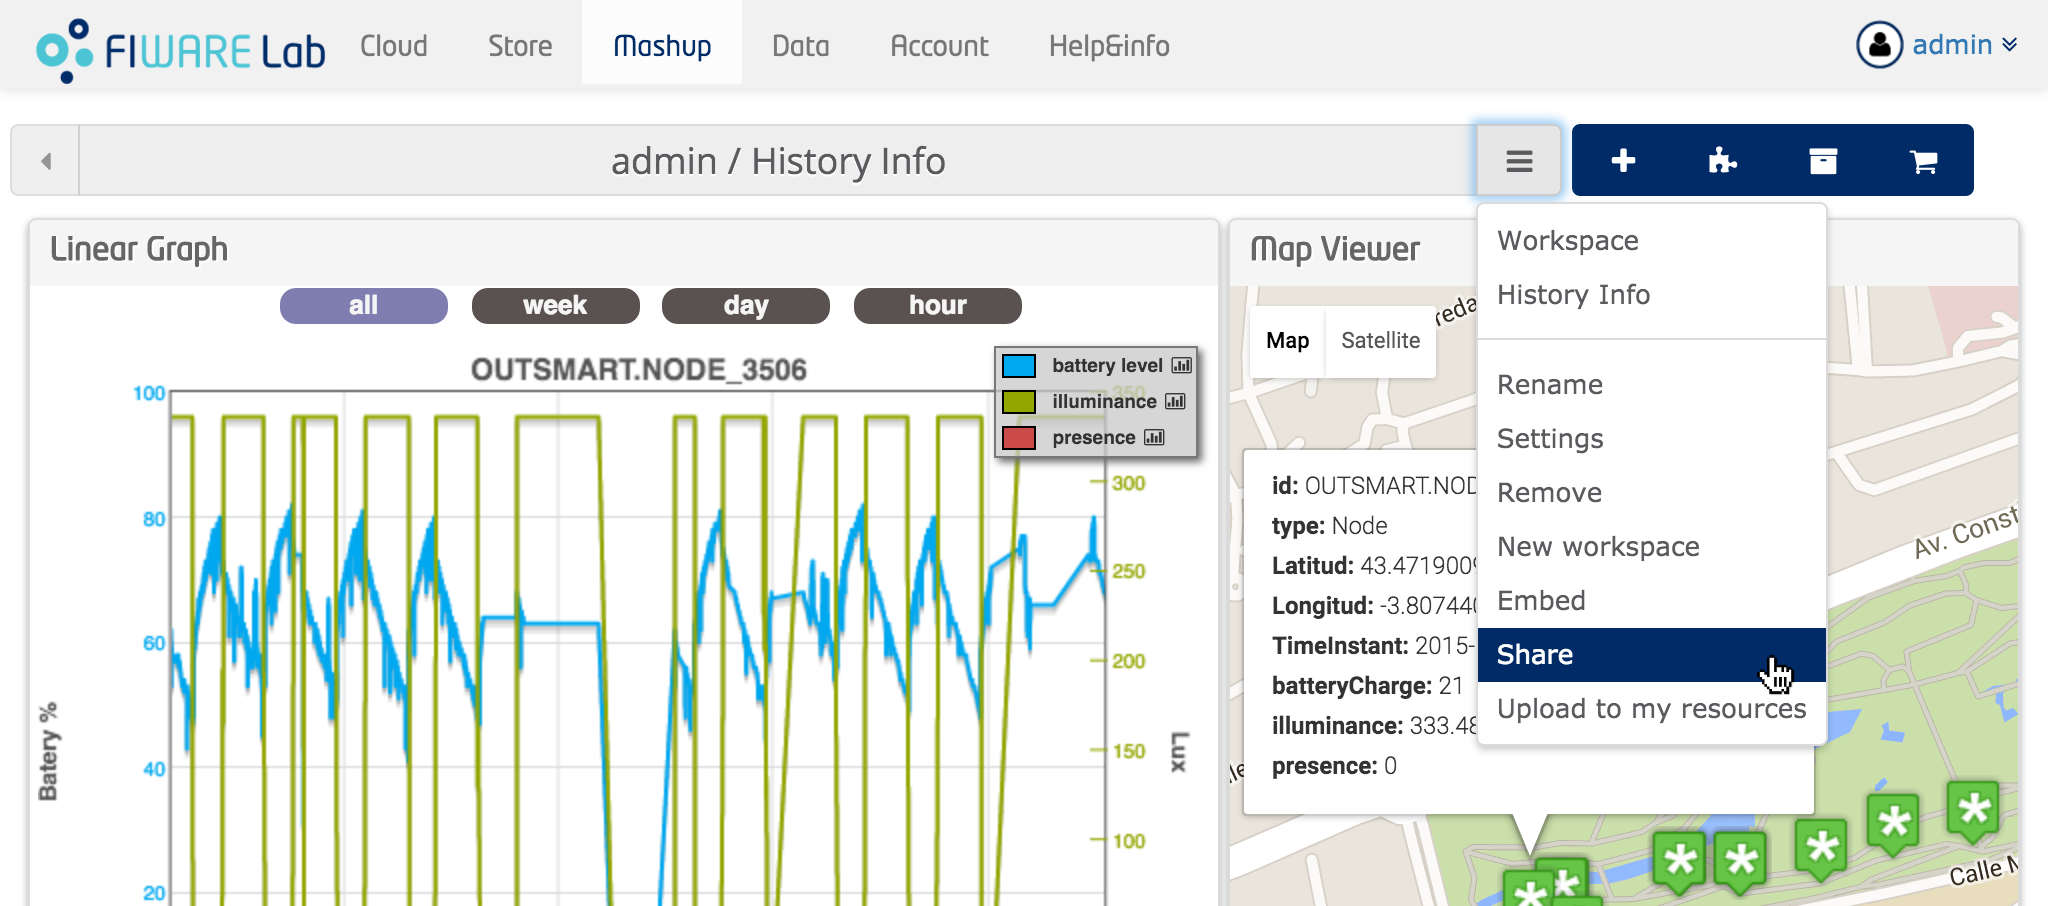 FIWARE Lab
Cloud
Store
Mashup
Data
Account
Help&info
admin
admin / History Info
Linear Graph
all
week
day
hour
OUTSMART.NODE_3506
battery level
illuminance
presence
100
80
60
40
20
Batery %
350
300
250
200
150
100
Lux
Map Viewer
Map
Satellite
id: OUTSMART.NOD
type: Node
Latitud: 43.4719009
Longitud: -3.807440
TimeInstant: 2015-
batteryCharge: 21
illuminance: 333.48
presence: 0
Workspace
History Info
Rename
Settings
Remove
New workspace
Embed
Share
Upload to my resources
Av. Const
Calle M